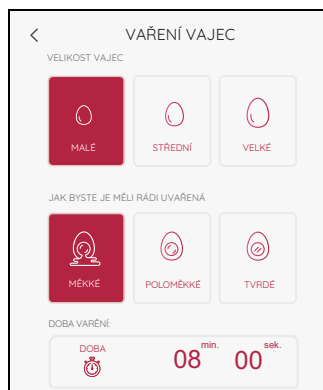 VAŘENÍ VAJEC
VELIKOST VAJEC
MALÉ STŘEDNÍ VELKÉ
JAK BYSTE JE MĚLI RÁDI UVAŘENÁ
MĚKKÉ POLOMĚKKÉ TVRDÉ
DOBA VARĚNÍ:
DOBA 08 min. 00 sek.